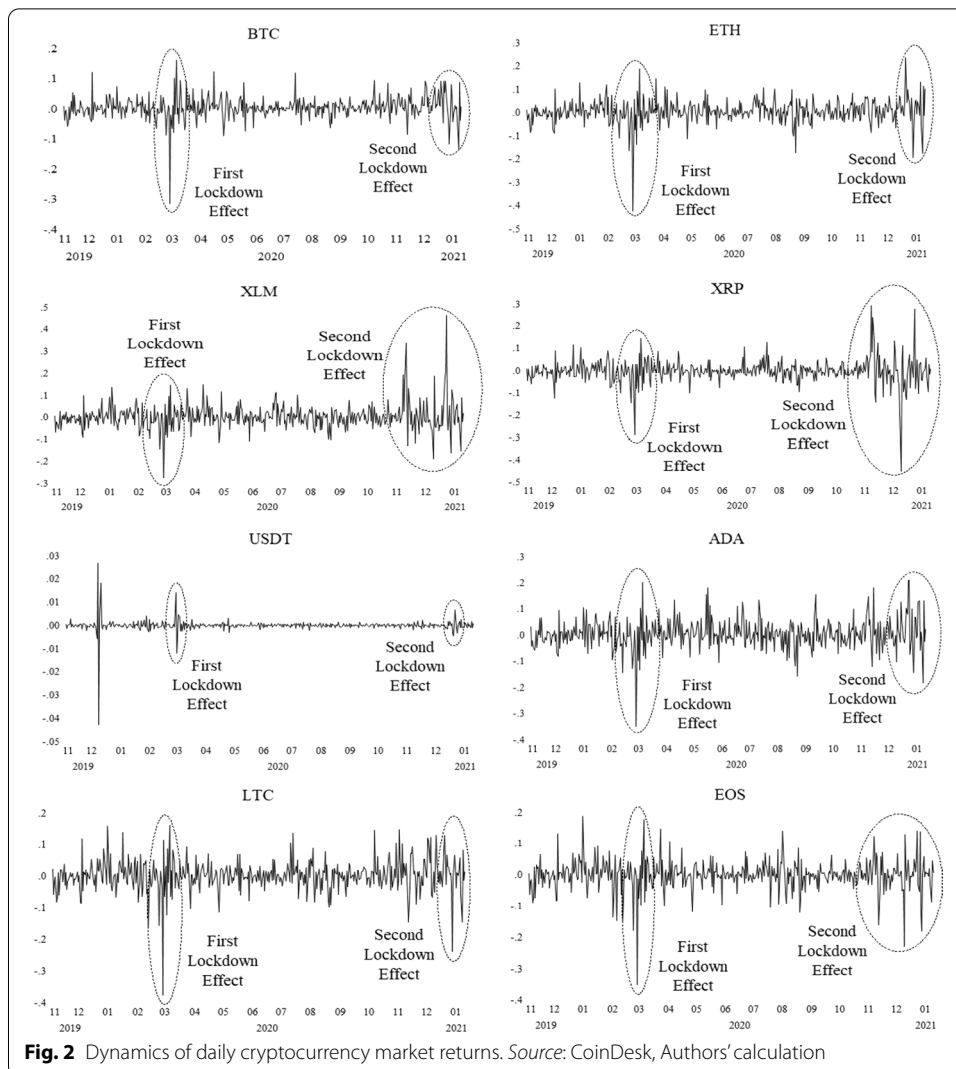 BTC
.2
.1
.0
-.1
-.2
-.3
-.4
First
Lockdown
Effect
Second
Lockdown
Effect
11 12 01 02 03 04 05 06 07 08 09 10 11 12 01
2019 2020 2021
ETH
.3
.2
.1
.0
-.1
-.2
-.3
-.4
-.5
First
Lockdown
Effect
Second
Lockdown
Effect
11 12 01 02 03 04 05 06 07 08 09 10 11 12 01
2019 2020 2021
XLM
.5
.4
.3
.2
.1
.0
-.1
-.2
-.3
First
Lockdown
Effect
Second
Lockdown
Effect
11 12 01 02 03 04 05 06 07 08 09 10 11 12 01
2019 2020 2021
XRP
.3
.2
.1
.0
-.1
-.2
-.3
-.4
-.5
First
Lockdown
Effect
Second
Lockdown
Effect
11 12 01 02 03 04 05 06 07 08 09 10 11 12 01
2019 2020 2021
USDT
.03
.02
.01
.00
-.01
-.02
-.03
-.04
-.05
First
Lockdown
Effect
Second
Lockdown
Effect
11 12 01 02 03 04 05 06 07 08 09 10 11 12 01
2019 2020 2021
ADA
.3
.2
.1
.0
-.1
-.2
-.3
-.4
First
Lockdown
Effect
Second
Lockdown
Effect
11 12 01 02 03 04 05 06 07 08 09 10 11 12 01
2019 2020 2021
LTC
.2
.1
.0
-.1
-.2
-.3
-.4
First
Lockdown
Effect
Second
Lockdown
Effect
11 12 01 02 03 04 05 06 07 08 09 10 11 12 01
2019 2020 2021
EOS
.2
.1
.0
-.1
-.2
-.3
-.4
First
Lockdown
Effect
Second
Lockdown
Effect
11 12 01 02 03 04 05 06 07 08 09 10 11 12 01
2019 2020 2021
Fig. 2 Dynamics of daily cryptocurrency market returns. Source: CoinDesk, Authors' calculation